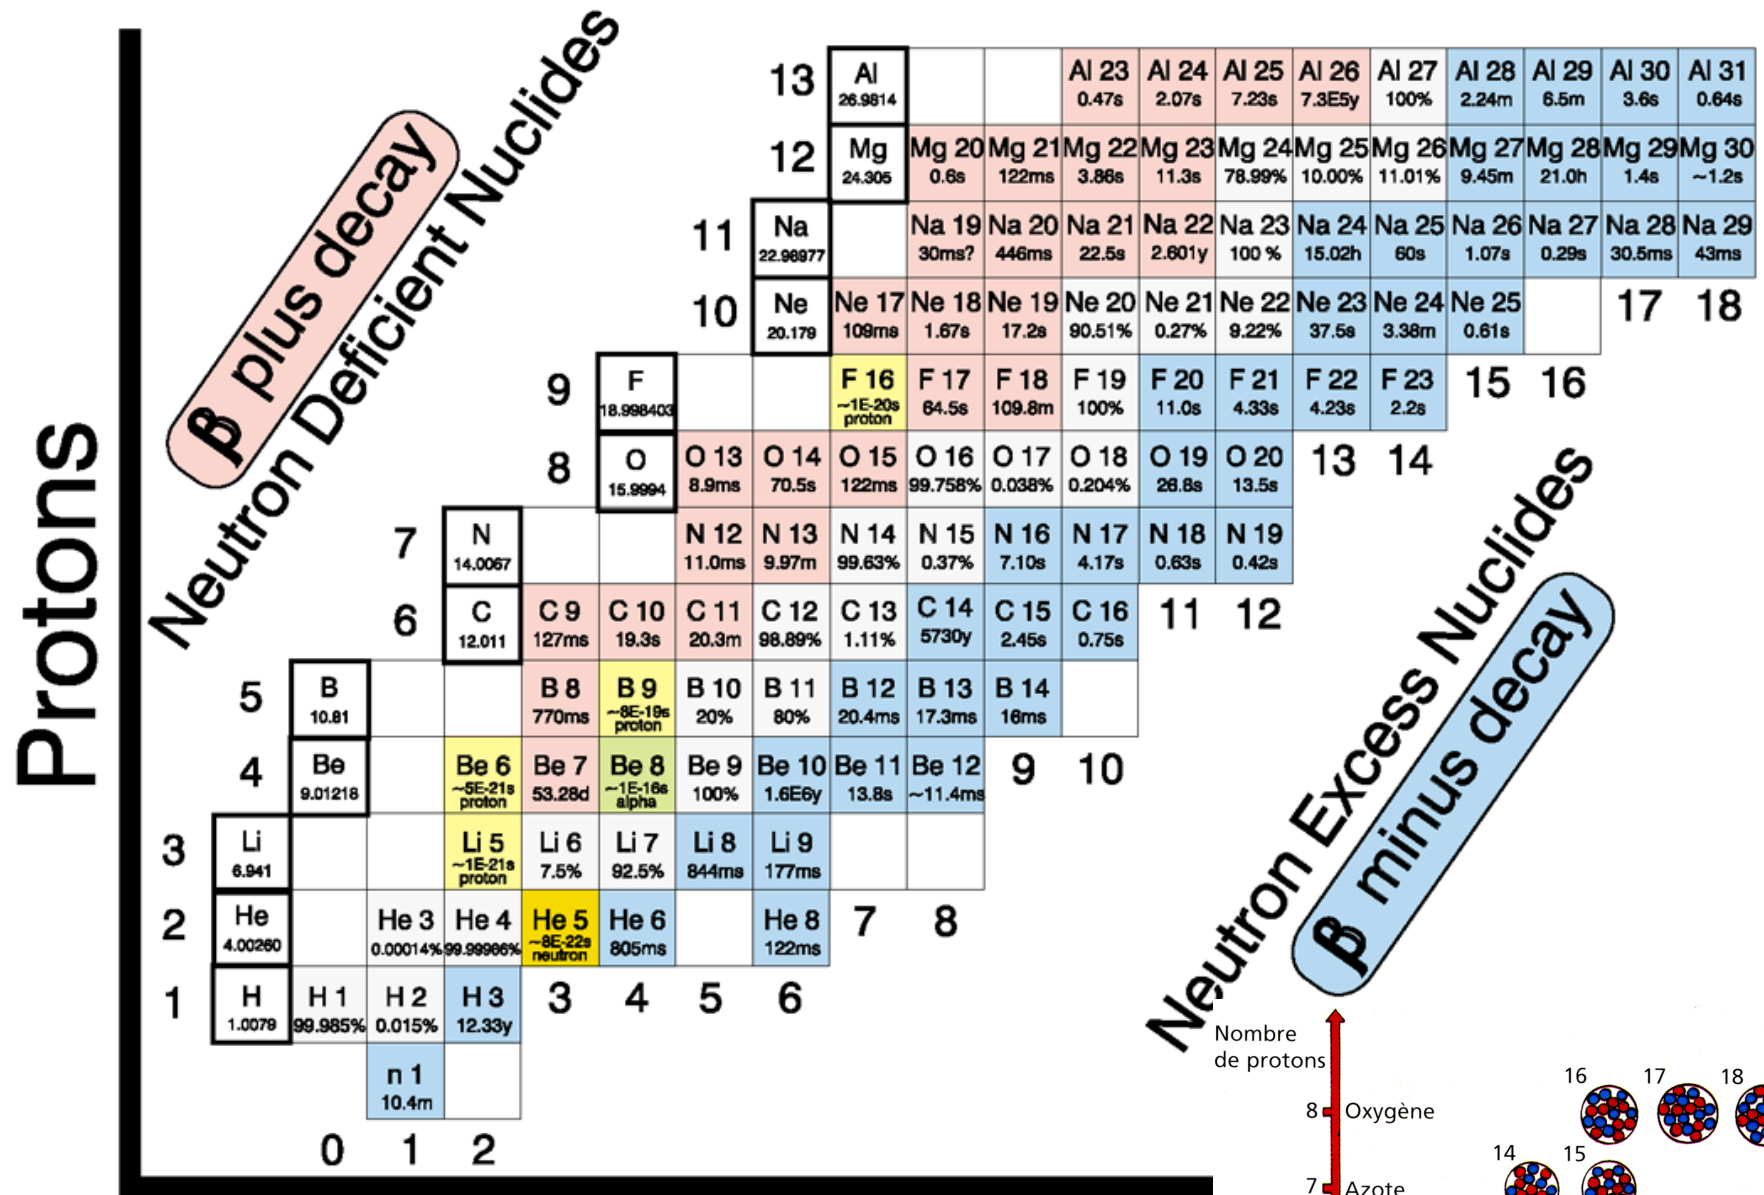 Protons
β plus decay
Neutron Deficient Nuclides
13 Al 26.9814 Al 23 0.47s Al 24 2.07s Al 25 7.23s Al 26 7.3E5y Al 27 100% Al 28 2.24m Al 29 6.5m Al 30 3.6s Al 31 0.64s
12 Mg 24.305 Mg 20 0.6s Mg 21 122ms Mg 22 3.86s Mg 23 11.3s Mg 24 78.99% Mg 25 10.00% Mg 26 11.01% Mg 27 9.45m Mg 28 21.0h Mg 29 1.4s Mg 30 ~1.2s
11 Na 22.98977 Na 19 30ms? Na 20 446ms Na 21 22.5s Na 22 2.601y Na 23 100 % Na 24 15.02h Na 25 60s Na 26 1.07s Na 27 0.29s Na 28 30.5ms Na 29 43ms
10 Ne 20.179 Ne 17 109ms Ne 18 1.67s Ne 19 17.2s Ne 20 90.51% Ne 21 0.27% Ne 22 9.22% Ne 23 37.5s Ne 24 3.38m Ne 25 0.61s 17 18
9 F 18.998403 F 16 ~1E-20s proton F 17 64.5s F 18 109.8m F 19 100% F 20 11.0s F 21 4.33s F 22 4.23s F 23 2.2s 15 16
8 O 15.9994 O 13 8.9ms O 14 70.5s O 15 122ms O 16 99.758% O 17 0.038% O 18 0.204% O 19 26.8s O 20 13.5s 13 14
7 N 14.0067 N 12 11.0ms N 13 9.97m N 14 99.63% N 15 0.37% N 16 7.10s N 17 4.17s N 18 0.63s N 19 0.42s
6 C 12.011 C 9 127ms C 10 19.3s C 11 20.3m C 12 98.89% C 13 1.11% C 14 5730y C 15 2.45s C 16 0.75s 11 12
5 B 10.81 B 8 770ms B 9 ~8E-19s proton B 10 20% B 11 80% B 12 20.4ms B 13 17.3ms B 14 16ms
4 Be 9.01218 Be 6 ~5E-21s proton Be 7 53.28d Be 8 ~1E-16s alpha Be 9 100% Be 10 1.6E6y Be 11 13.8s Be 12 ~11.4ms 9 10
3 Li 6.941 Li 5 ~1E-21s proton Li 6 7.5% Li 7 92.5% Li 8 844ms Li 9 177ms
2 He 4.00260 He 3 0.00014% He 4 99.99986% He 5 ~8E-22s neutron He 6 805ms He 8 122ms 7 8
1 H 1.0079 H 1 99.985% H 2 0.015% H 3 12.33y 3 4 5 6
n 1 10.4m
0 1 2
Neutron Excess Nuclides
β minus decay
Nombre
de protons
16 17 18
8 Oxygène
14 15
7 Azote